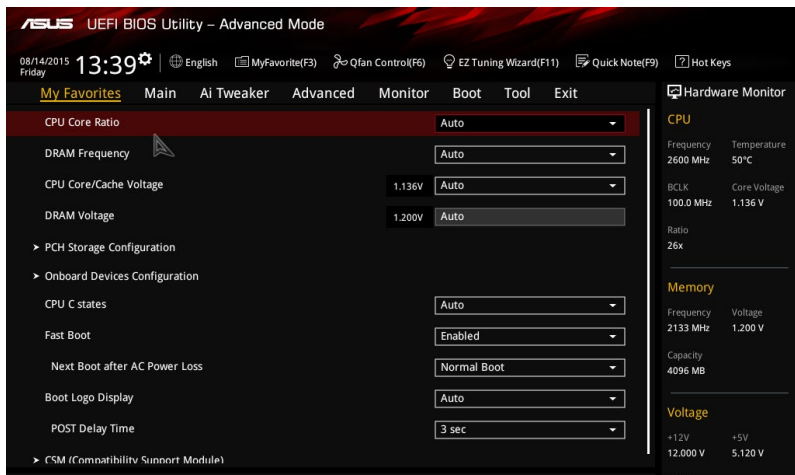 ASUS UEFI BIOS Utility – Advanced Mode
08/14/2015 13:39 English MyFavorite(F3) Qfan Control(F6) EZ Tuning Wizard(F11) Quick Note(F9) ? Hot Keys
Friday
My Favorites Main Ai Tweaker Advanced Monitor Boot Tool Exit
CPU Core Ratio Auto
DRAM Frequency Auto
CPU Core/Cache Voltage 1.136V Auto
DRAM Voltage 1.200V Auto
> PCH Storage Configuration
> Onboard Devices Configuration
CPU C states Auto
Fast Boot Enabled
Next Boot after AC Power Loss Normal Boot
Boot Logo Display Auto
POST Delay Time 3 sec
> CSM (Compatibility Support Module)
Hardware Monitor
CPU
Frequency Temperature
2600 MHz 50°C
BCLK Core Voltage
100.0 MHz 1.136 V
Ratio
26x
Memory
Frequency Voltage
2133 MHz 1.200 V
Capacity
4096 MB
Voltage
+12V +5V
12.000 V 5.120 V